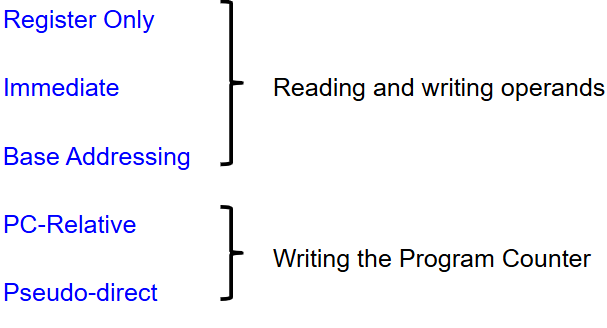 Register Only
Immediate
Reading and writing operands
Base Addressing
PC-Relative
Writing the Program Counter
Pseudo-direct